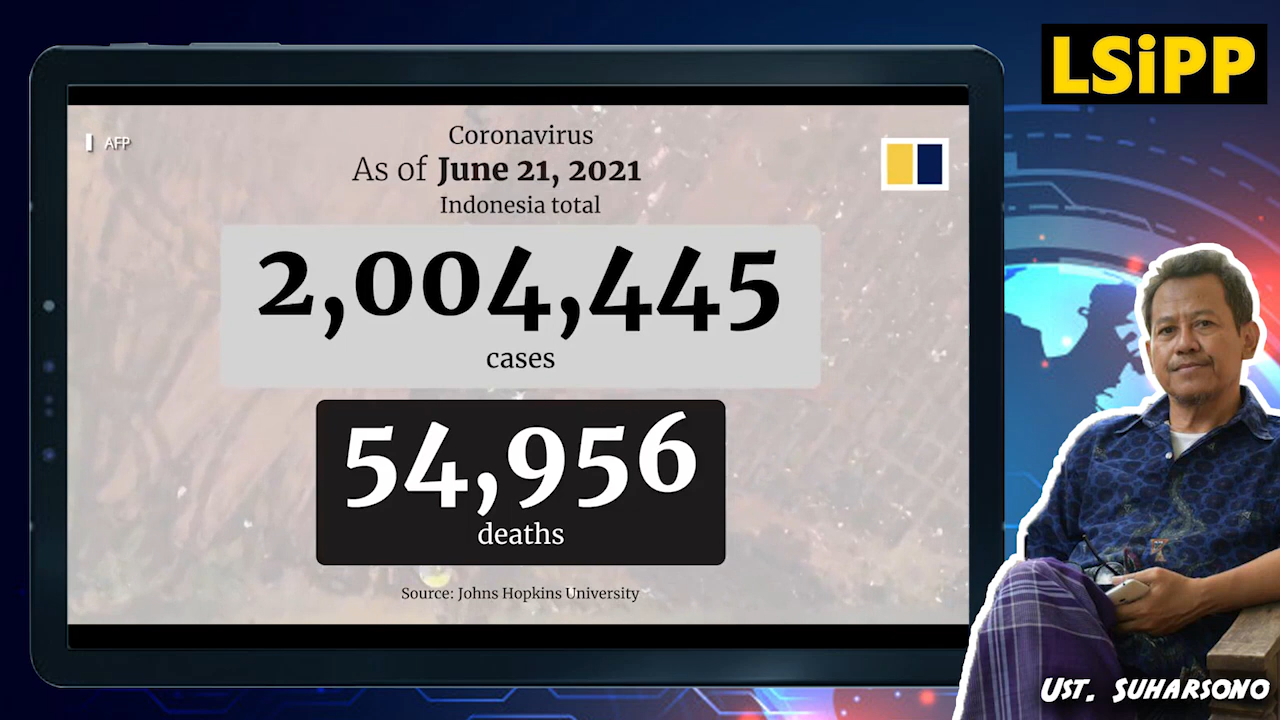 LSiPP
AFP
Coronavirus
As of June 21, 2021
Indonesia total
2,004,445
cases
54,956
deaths
Source: Johns Hopkins University
UST. SUHARSONO